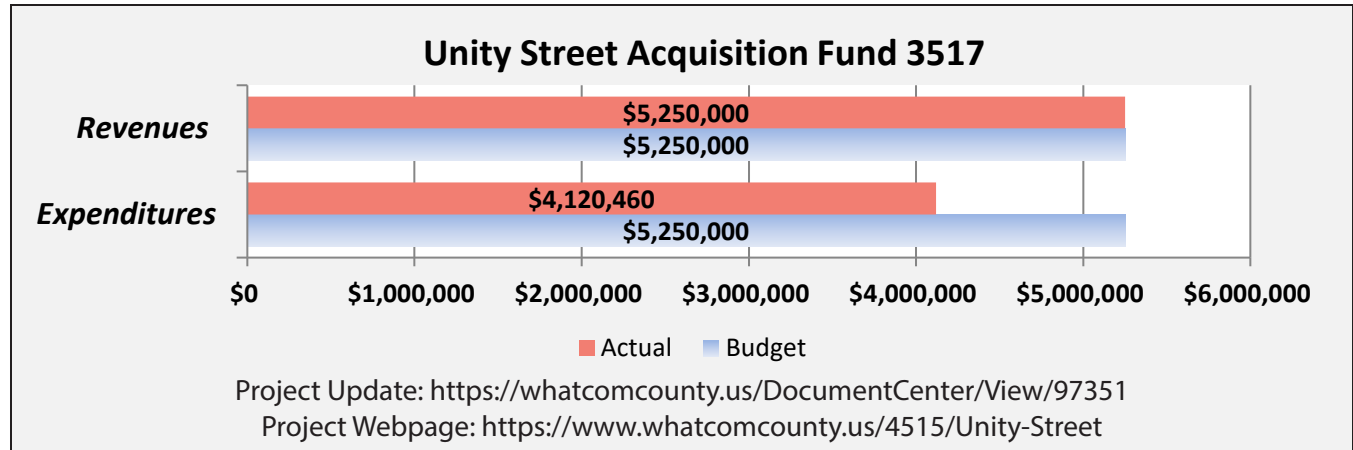 Unity Street Acquisition Fund 3517
Revenues
$5,250,000
$5,250,000
Expenditures
$4,120,460
$5,250,000
$0 $1,000,000 $2,000,000 $3,000,000 $4,000,000 $5,000,000 $6,000,000
Actual Budget
Project Update: https://whatcomcounty.us/DocumentCenter/View/97351
Project Webpage: https://www.whatcomcounty.us/4515/Unity-Street